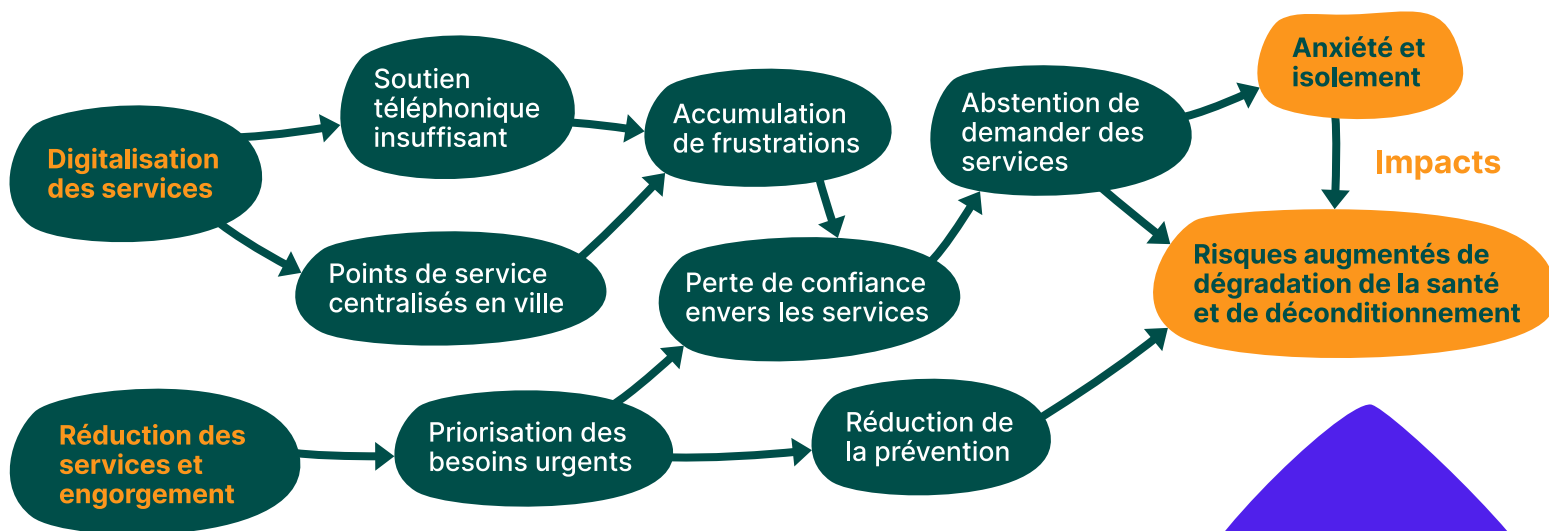 Digitalisation
des services
Soutien
téléphonique
insuffisant
Points de service
centralisés en ville
Accumulation
de frustrations
Perte de confiance
envers les services
Abstention de
demander des
services
Anxiété et
isolement
Impacts
Risques augmentés de
dégradation de la santé
et de déconditionnement
Réduction des
services et
engorgement
Priorisation des
besoins urgents
Réduction de
la prévention